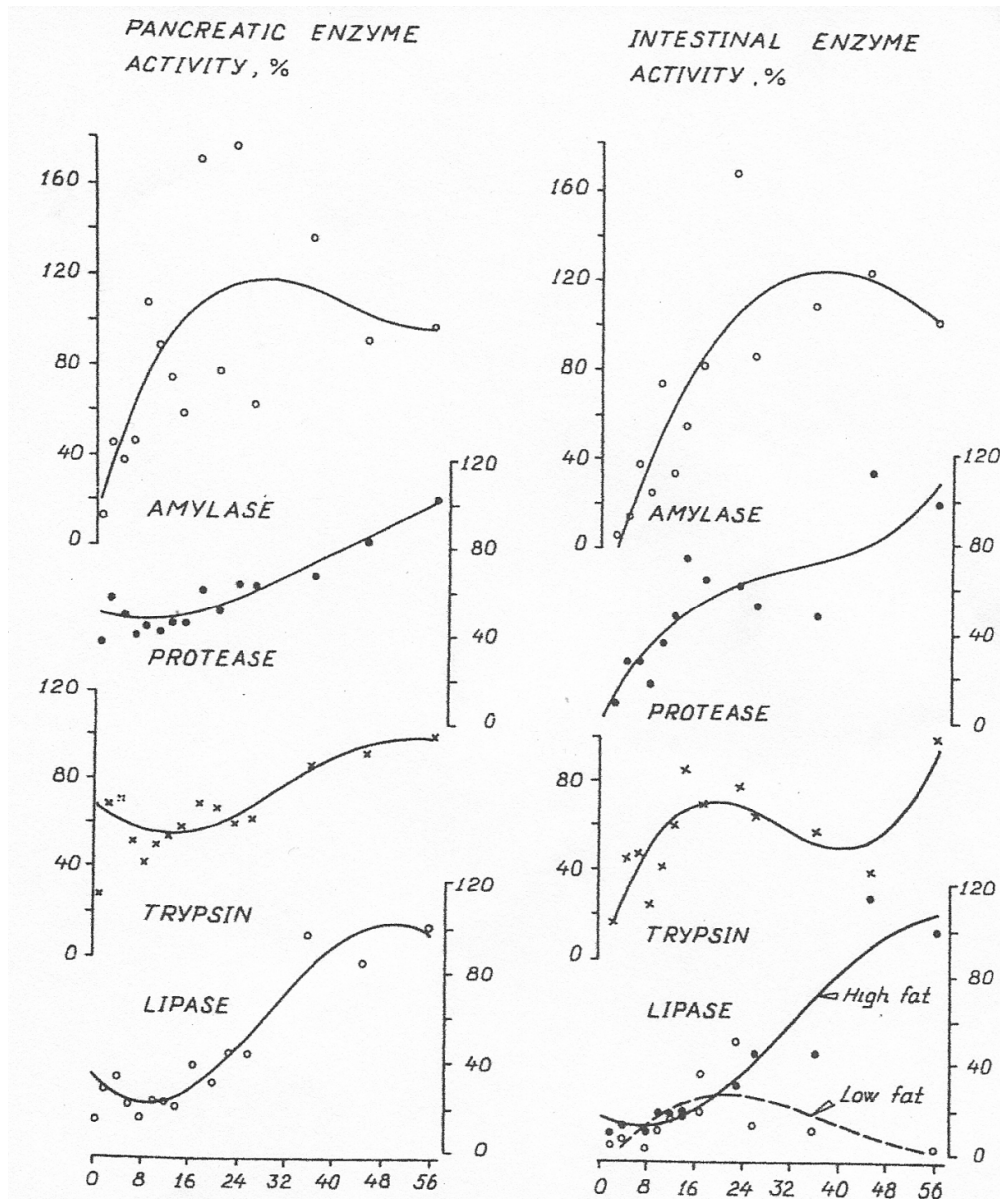 PANCREATIC ENZYME
ACTIVITY, %
160
120
80
40
0
AMYLASE
120
80
40
0
PROTEASE
120
80
40
0
TRYPSIN
120
80
40
0
LIPASE
0 8 16 24 32 40 48 56
INTESTINAL ENZYME
ACTIVITY, %
160
120
80
40
0
AMYLASE
120
80
40
0
PROTEASE
80
40
0
TRYPSIN
120
80
40
0
LIPASE
High fat
Low fat
0 8 16 24 32 40 48 56